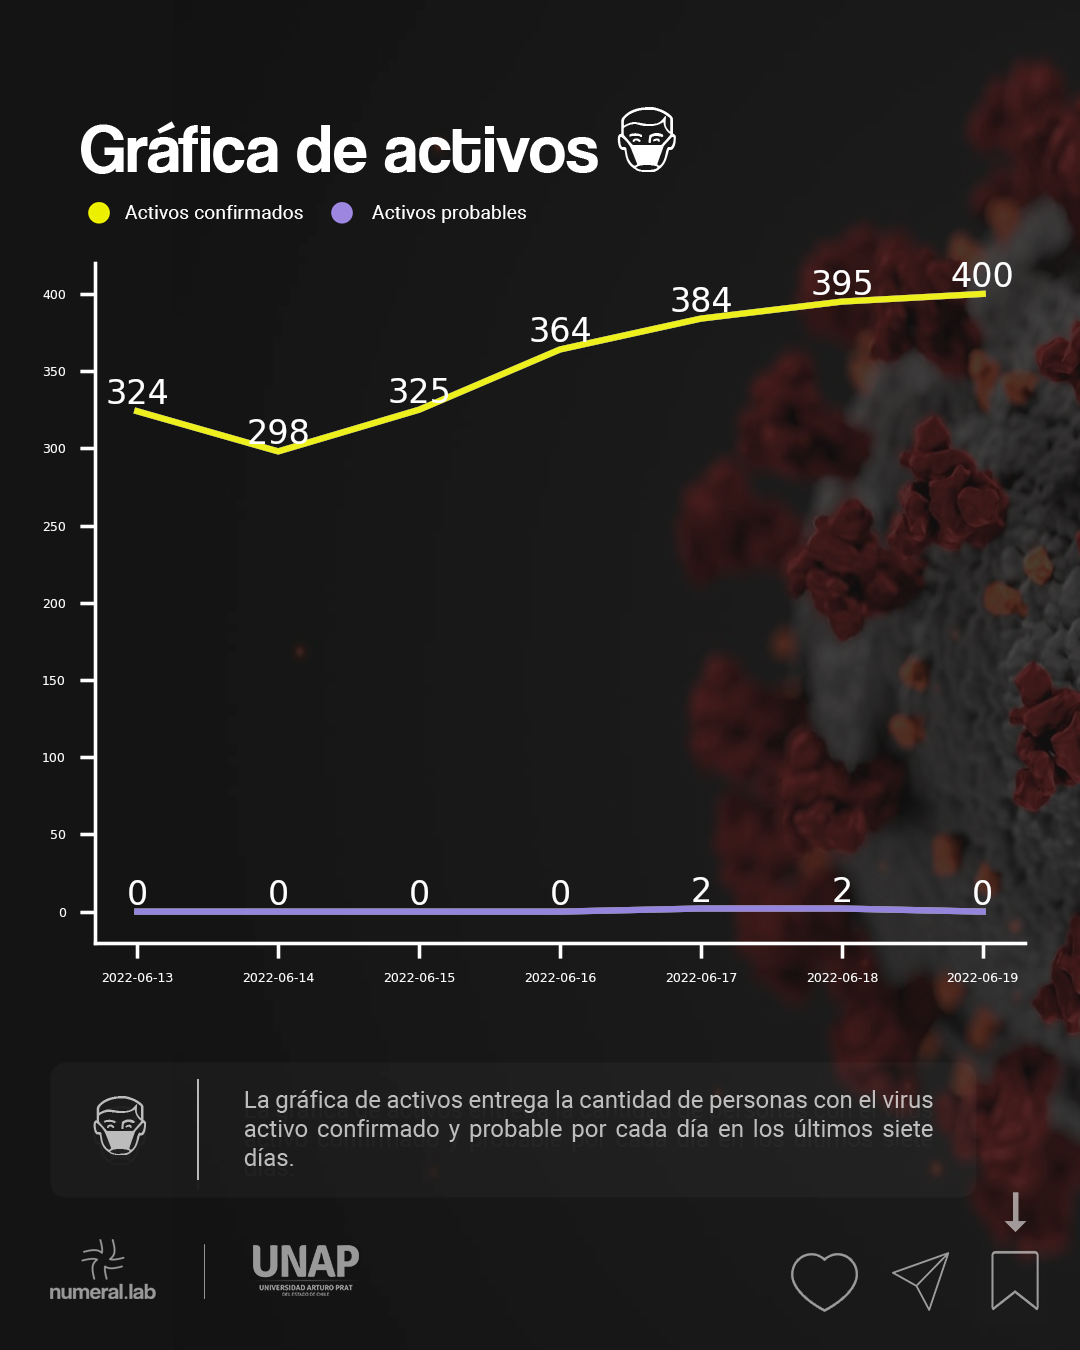 Gráfica de activos
Activos confirmados Activos probables
400
350
300
250
200
150
100
50
0
324 298 325 364 384 395 400
0 0 0 0 2 2 0
2022-06-13 2022-06-14 2022-06-15 2022-06-16 2022-06-17 2022-06-18 2022-06-19
La gráfica de activos entrega la cantidad de personas con el virus
activo confirmado y probable por cada día en los últimos siete
días.
numeral.lab
UNAP
UNIVERSIDAD ARTURO PRAT
DEL ESTADO DE CHILE